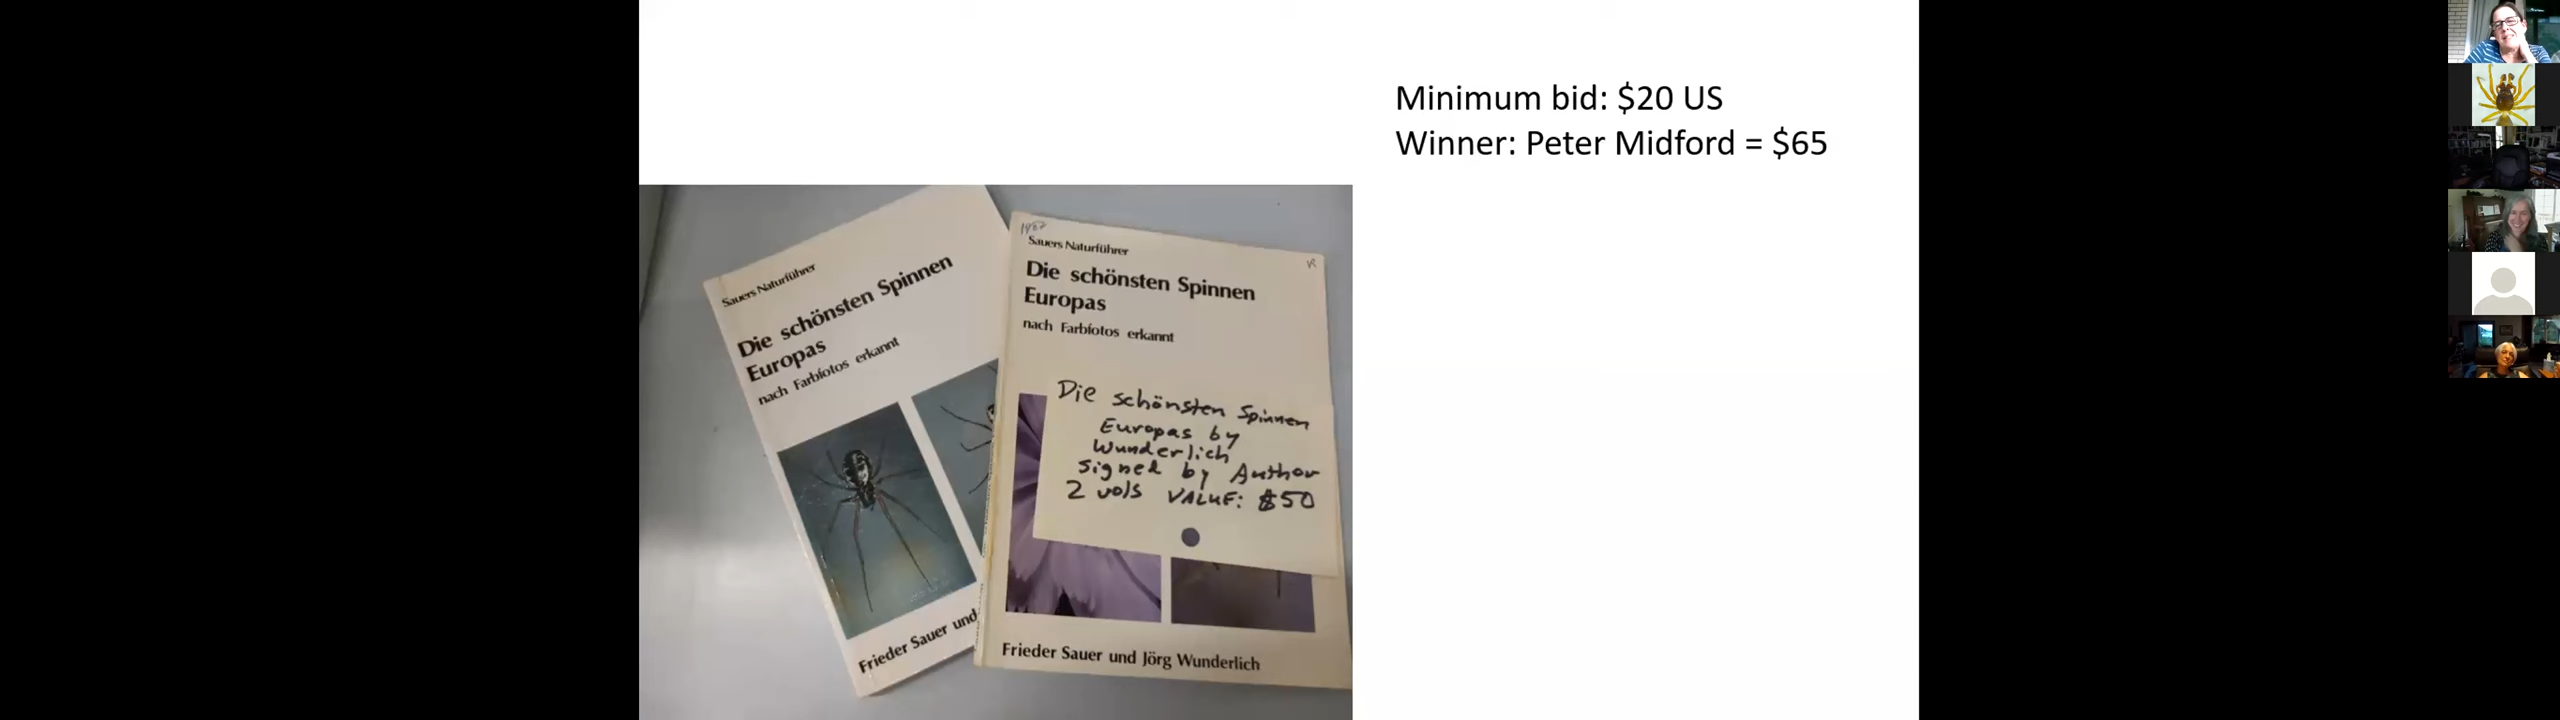 Minimum bid: $20 US
Winner: Peter Midford = $65
Sauers Naturführer
Die schönsten Spinnen
Europas
nach Farbfotos erkannt
Frieder Sauer und
1987
Sauers Naturführer
VR
Die schönsten Spinnen
Europas
nach Farbfotos erkannt
Die schönsten Spinnen
Europas by
Wunderlich
signed by Author
2 vols VALUE: $50
Frieder Sauer und Jörg Wunderlich